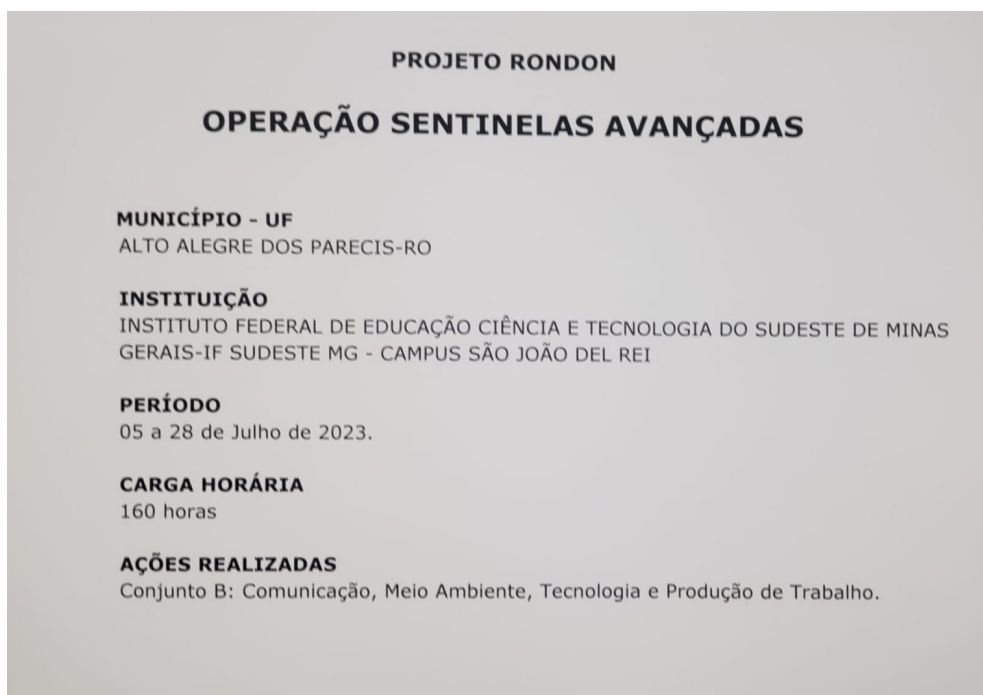 PROJETO RONDON
OPERAÇÃO SENTINELAS AVANÇADAS
MUNICÍPIO - UF
ALTO ALEGRE DOS PARECIS-RO
INSTITUIÇÃO
INSTITUTO FEDERAL DE EDUCAÇÃO CIÊNCIA E TECNOLOGIA DO SUDESTE DE MINAS
GERAIS-IF SUDESTE MG - CAMPUS SÃO JOÃO DEL REI
PERÍODO
05 a 28 de Julho de 2023.
CARGA HORÁRIA
160 horas
AÇÕES REALIZADAS
Conjunto B: Comunicação, Meio Ambiente, Tecnologia e Produção de Trabalho.